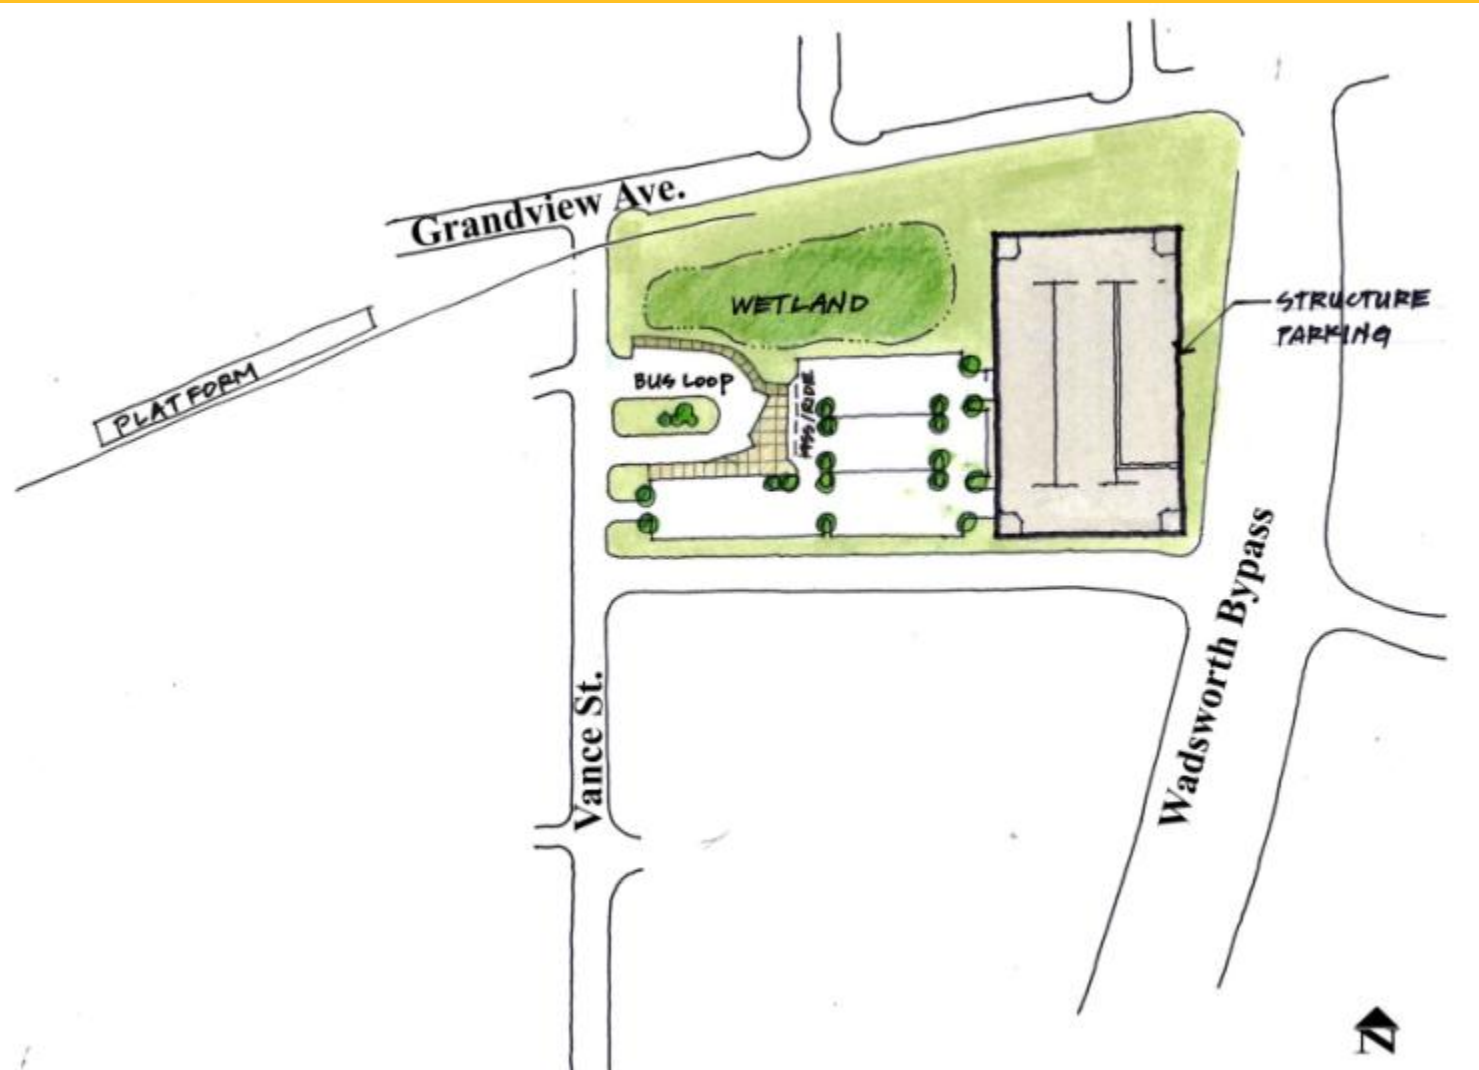 Grandview Ave.
WETLAND
STRUCTURE
PARKING
PLATFORM
BUS LOOP
Vance St.
Wadsworth Bypass
N